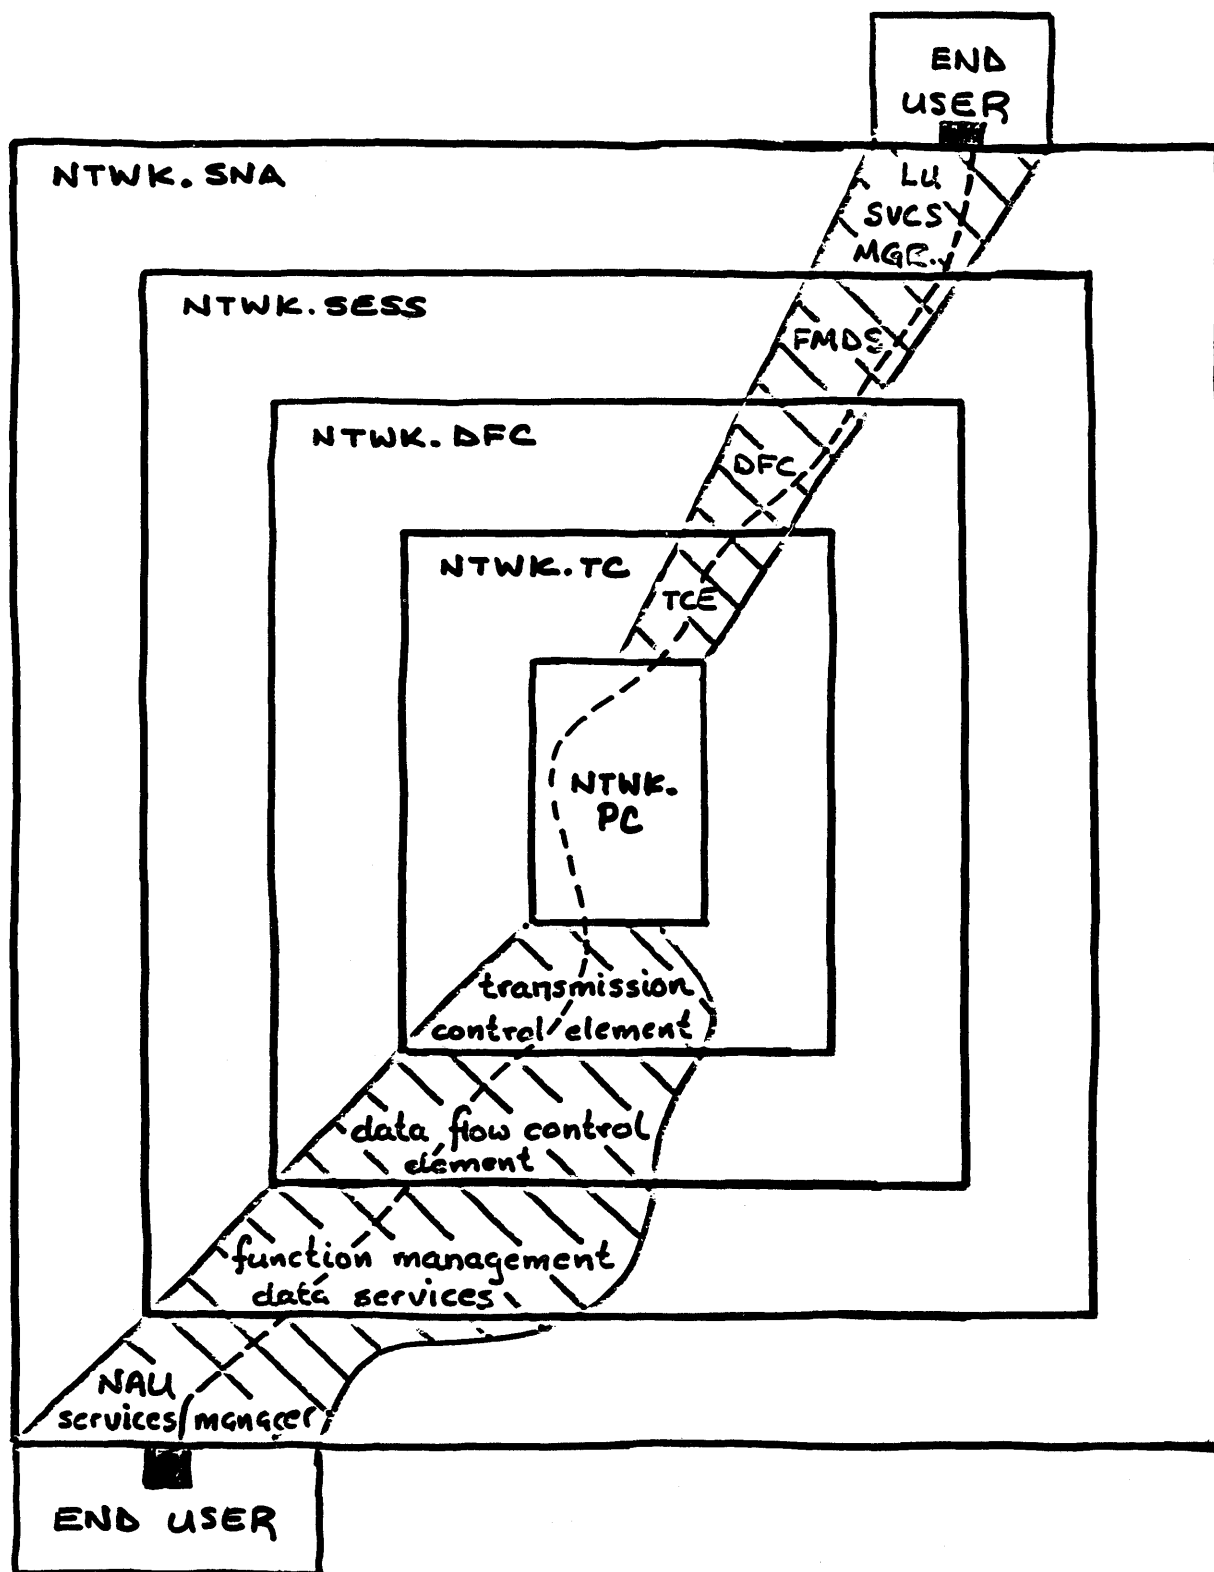 END
USER
NTWK.SNA
LU
SVCS
MGR.
NTWK.SESS
FMDS
NTWK.DFC
DFC
NTWK.TC
TCE
NTWK.
PC
transmission
control element
data flow control
element
function management
data services
NAU
services manager
END USER